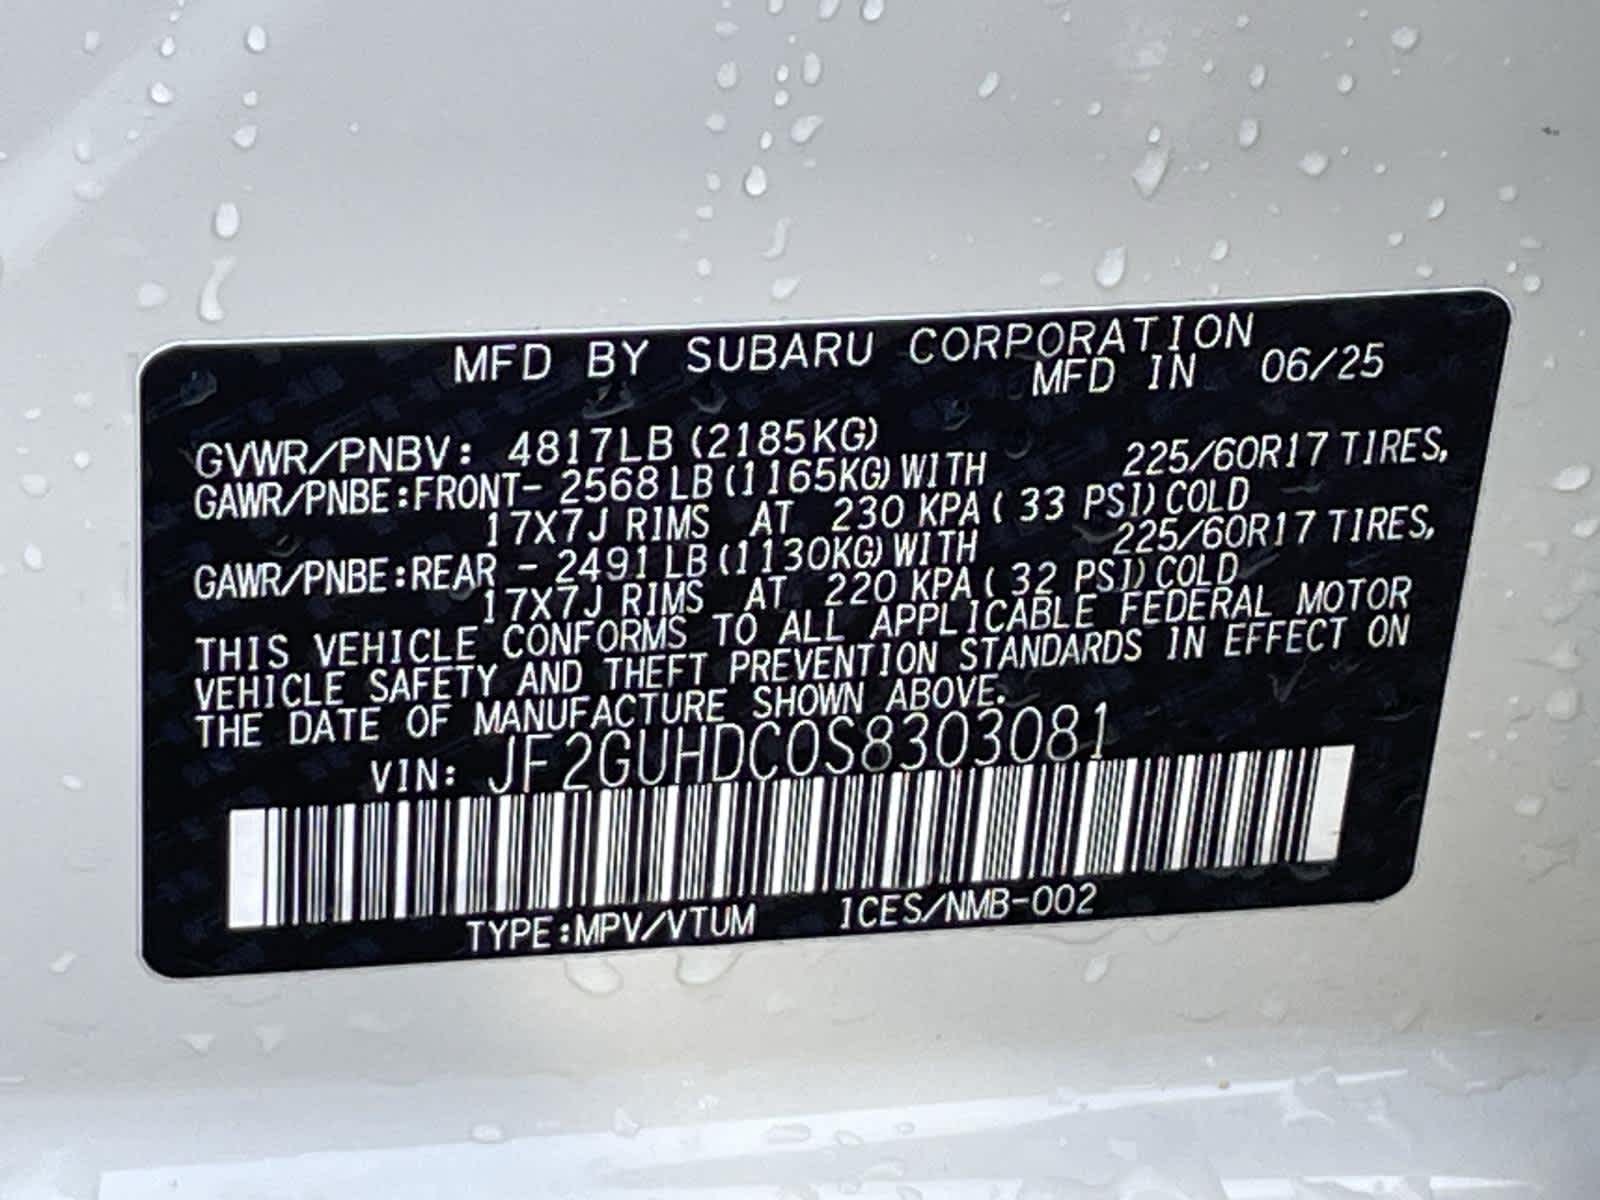 MFD BY SUBARU CORPORATION
MFD IN 06/25
GVWR/PNBV: 4817LB (2185KG)
GAWR/PNBE:FRONT- 2568 LB (1165KG) WITH 225/60R17 TIRES,
17X7J RIMS AT 230 KPA ( 33 PSI) COLD
GAWR/PNBE:REAR - 2491 LB (1130KG) WITH 225/60R17 TIRES,
17X7J RIMS AT 220 KPA ( 32 PSI) COLD
THIS VEHICLE CONFORMS TO ALL APPLICABLE FEDERAL MOTOR
VEHICLE SAFETY AND THEFT PREVENTION STANDARDS IN EFFECT ON
THE DATE OF MANUFACTURE SHOWN ABOVE.
VIN: JF2GUHDC0S8303081
TYPE:MPV/VTUM ICES/NMB-002